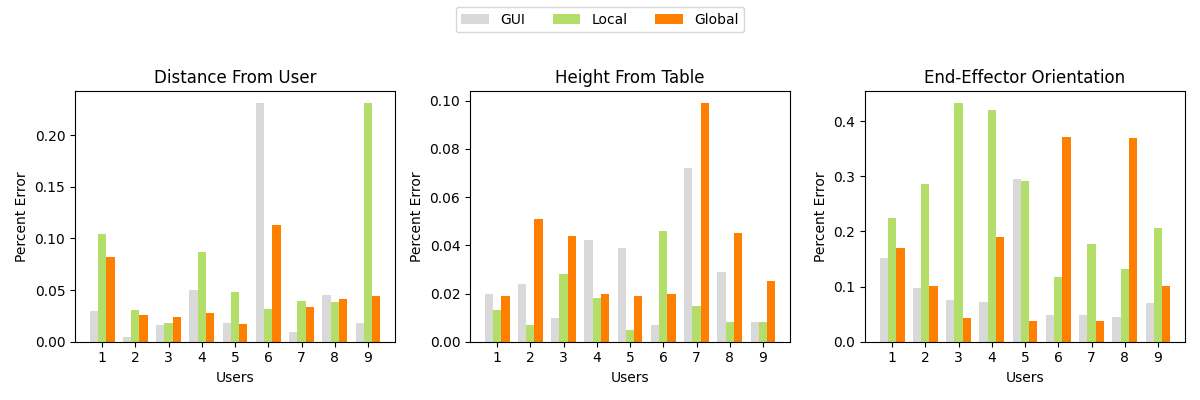 GUI Local Global
Distance From User
Percent Error
0.20
0.15
0.10
0.05
0.00
1 2 3 4 5 6 7 8 9
Users
Height From Table
Percent Error
0.10
0.08
0.06
0.04
0.02
0.00
1 2 3 4 5 6 7 8 9
Users
End-Effector Orientation
Percent Error
0.4
0.3
0.2
0.1
0.0
1 2 3 4 5 6 7 8 9
Users